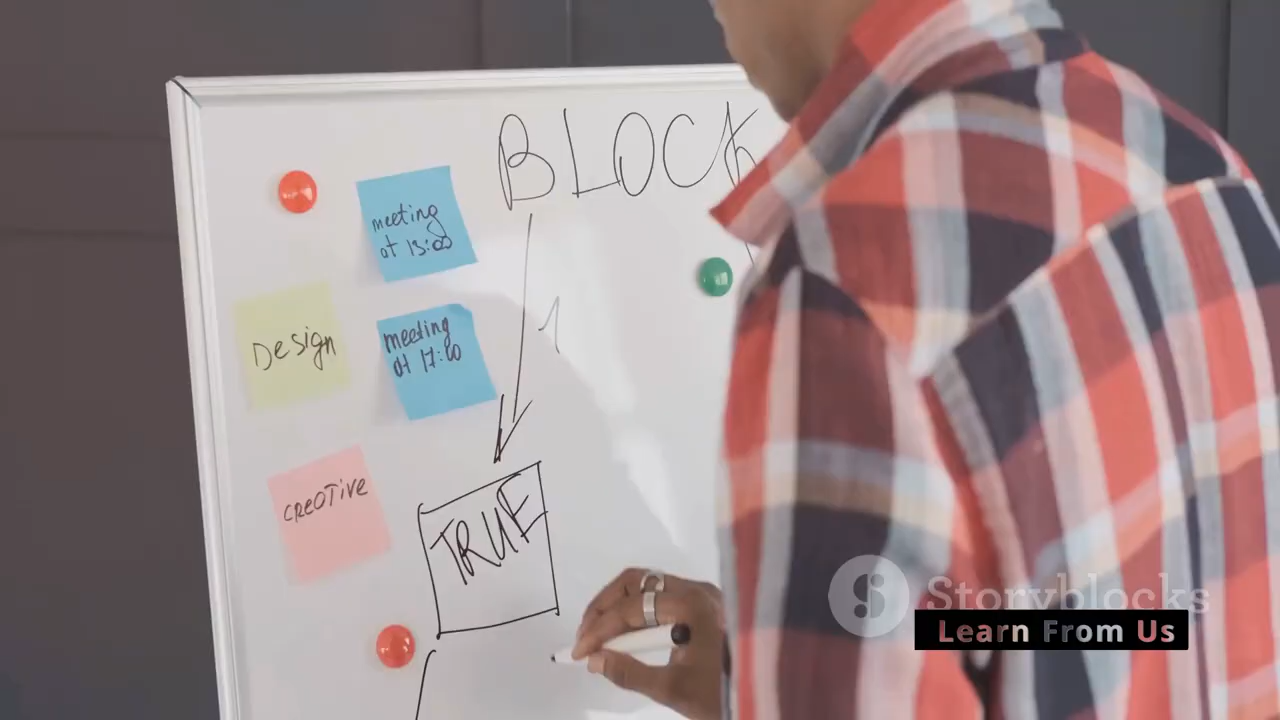 BLOCK
meeting
at 13:00
1
Design
meeting
at 17:00
creative
TRUE
Storyblocks
Learn From Us